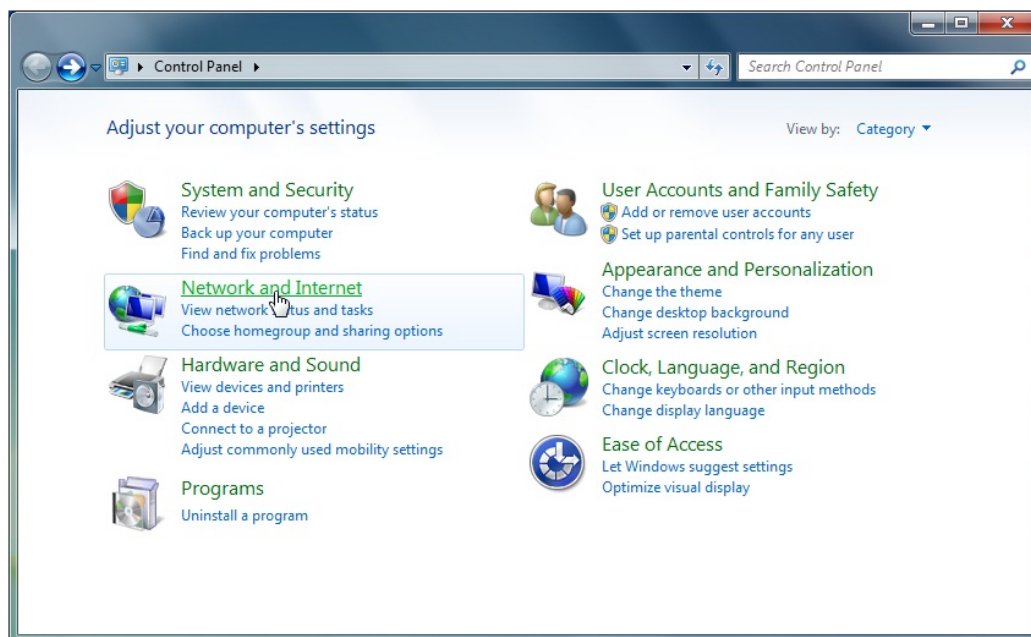 Control Panel
Search Control Panel
Adjust your computer's settings
View by: Category
System and Security
Review your computer's status
Back up your computer
Find and fix problems
Network and Internet
View network status and tasks
Choose homegroup and sharing options
Hardware and Sound
View devices and printers
Add a device
Connect to a projector
Adjust commonly used mobility settings
Programs
Uninstall a program
User Accounts and Family Safety
Add or remove user accounts
Set up parental controls for any user
Appearance and Personalization
Change the theme
Change desktop background
Adjust screen resolution
Clock, Language, and Region
Change keyboards or other input methods
Change display language
Ease of Access
Let Windows suggest settings
Optimize visual display